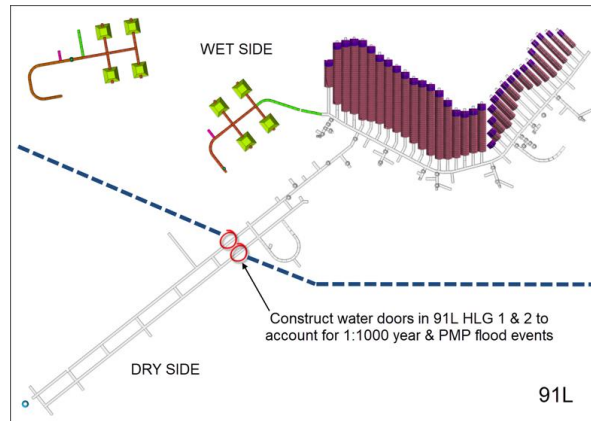 WET SIDE
Construct water doors in 91L HLG 1 & 2 to
account for 1:1000 year & PMP flood events
DRY SIDE
91L